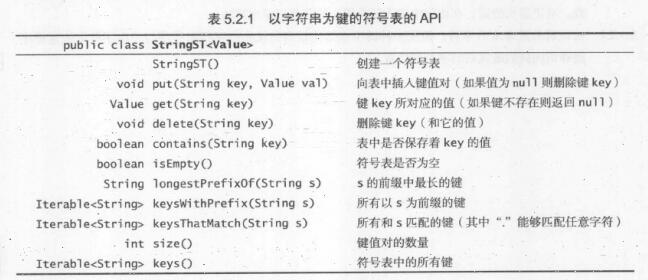 表 5.2.1 以字符串为键的符号表的 API
public class StringST<Value>
StringST() 创建一个符号表
void put(String key, Value val) 向表中插入键值对（如果值为 null 则删除键 key）
Value get(String key) 键 key 所对应的值（如果键不存在则返回 null）
void delete(String key) 删除键 key（和它的值）
boolean contains(String key) 表中是否保存着 key 的值
boolean isEmpty() 符号表是否为空
String longestPrefixOf(String s) s 的前缀中最长的键
Iterable<String> keysWithPrefix(String s) 所有以 s 为前缀的键
Iterable<String> keysThatMatch(String s) 所有和 s 匹配的键（其中“.”能够匹配任意字符）
int size() 键值对的数量
Iterable<String> keys() 符号表中的所有键